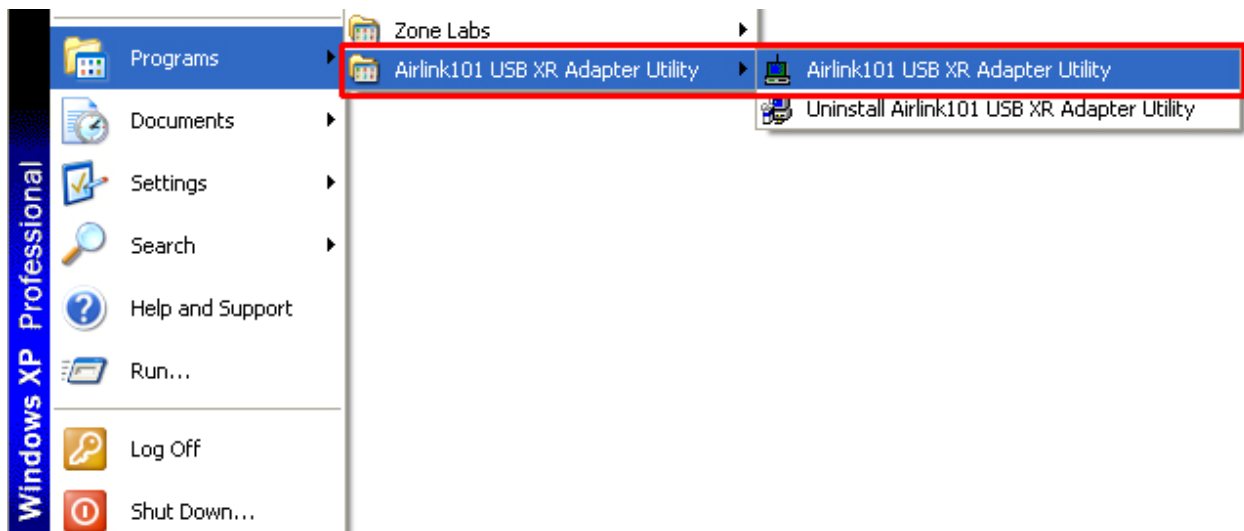 Windows XP Professional
Programs
Documents
Settings
Search
Help and Support
Run...
Log Off
Shut Down...
Zone Labs
Airlink101 USB XR Adapter Utility
Airlink101 USB XR Adapter Utility
Uninstall Airlink101 USB XR Adapter Utility